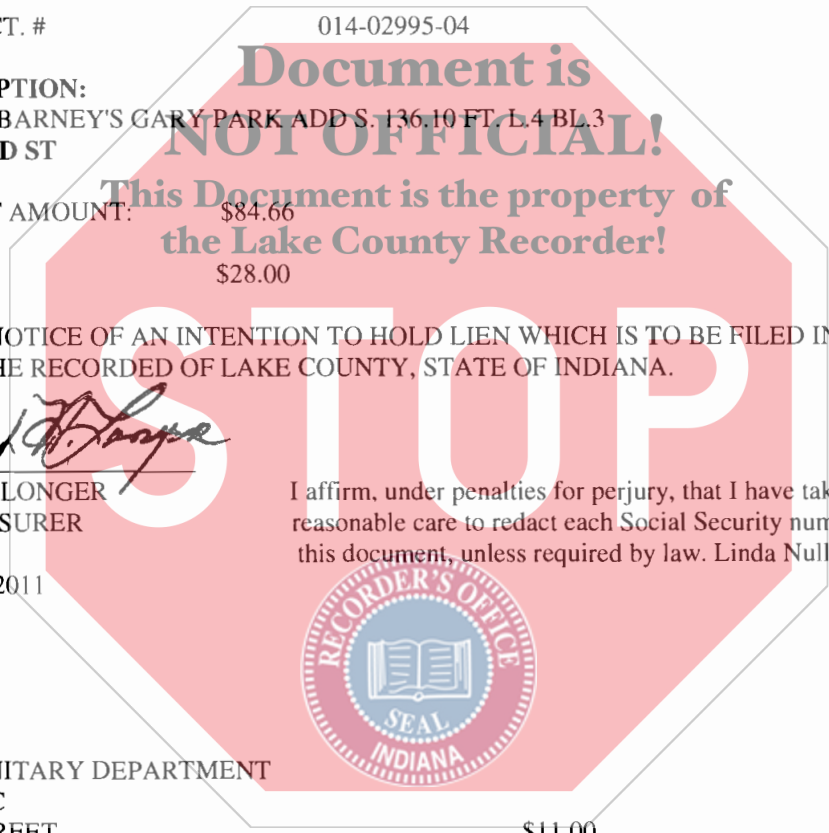 CT. # 014-02995-04
Document is
PTION:
BARNEY'S GARY PARK ADD S. 136.10 FT. L.4 BL.3
NOT OFFICIAL!
D ST
This Document is the property of
AMOUNT: $84.66
the Lake County Recorder!
$28.00
STOP
NOTICE OF AN INTENTION TO HOLD LIEN WHICH IS TO BE FILED IN
HE RECORDED OF LAKE COUNTY, STATE OF INDIANA.
LONGER
SURER
I affirm, under penalties for perjury, that I have tak
reasonable care to redact each Social Security num
this document, unless required by law. Linda Null
2011
RECORDER'S OFFICE
SEAL
INDIANA
NITARY DEPARTMENT
C
REET $11.00